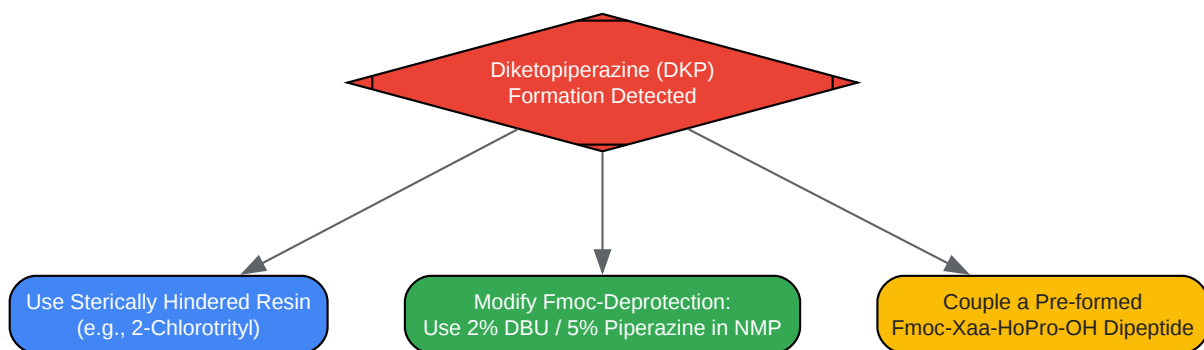 Diketopiperazine (DKP)
Formation Detected
Use Sterically Hindered Resin
(e.g., 2-Chlorotrityl)
Modify Fmoc-Deprotection:
Use 2% DBU / 5% Piperazine in NMP
Couple a Pre-formed
Fmoc-Xaa-HoPro-OH Dipeptide